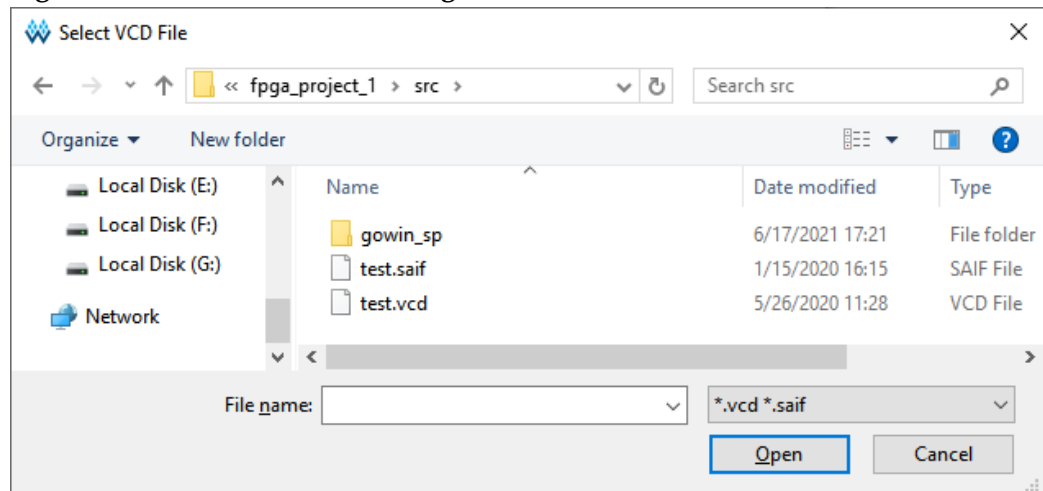 Select VCD File
« fpga_project_1 › src ›
Search src
Organize
New folder
Local Disk (E:)
Local Disk (F:)
Local Disk (G:)
Network
Name Date modified Type
gowin_sp 6/17/2021 17:21 File folder
test.saif 1/15/2020 16:15 SAIF File
test.vcd 5/26/2020 11:28 VCD File
File name:
*.vcd *.saif
Open Cancel